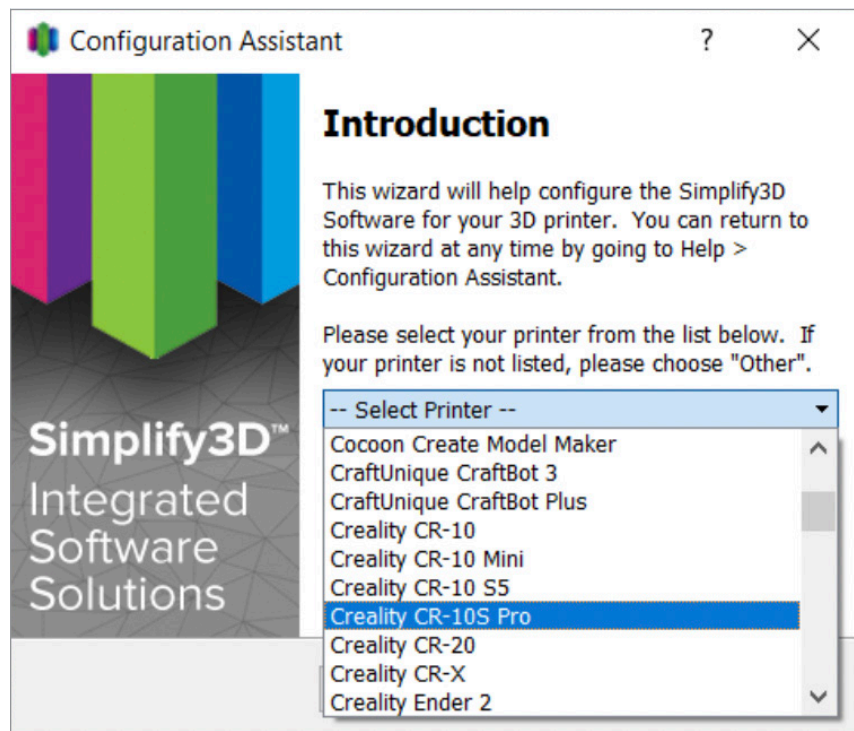 Configuration Assistant
?
Introduction
This wizard will help configure the Simplify3D
Software for your 3D printer. You can return to
this wizard at any time by going to Help >
Configuration Assistant.
Please select your printer from the list below. If
your printer is not listed, please choose "Other".
-- Select Printer --
Cocoon Create Model Maker
CraftUnique CraftBot 3
CraftUnique CraftBot Plus
Creality CR-10
Creality CR-10 Mini
Creality CR-10 S5
Creality CR-10S Pro
Creality CR-20
Creality CR-X
Creality Ender 2
Simplify3D™
Integrated
Software
Solutions